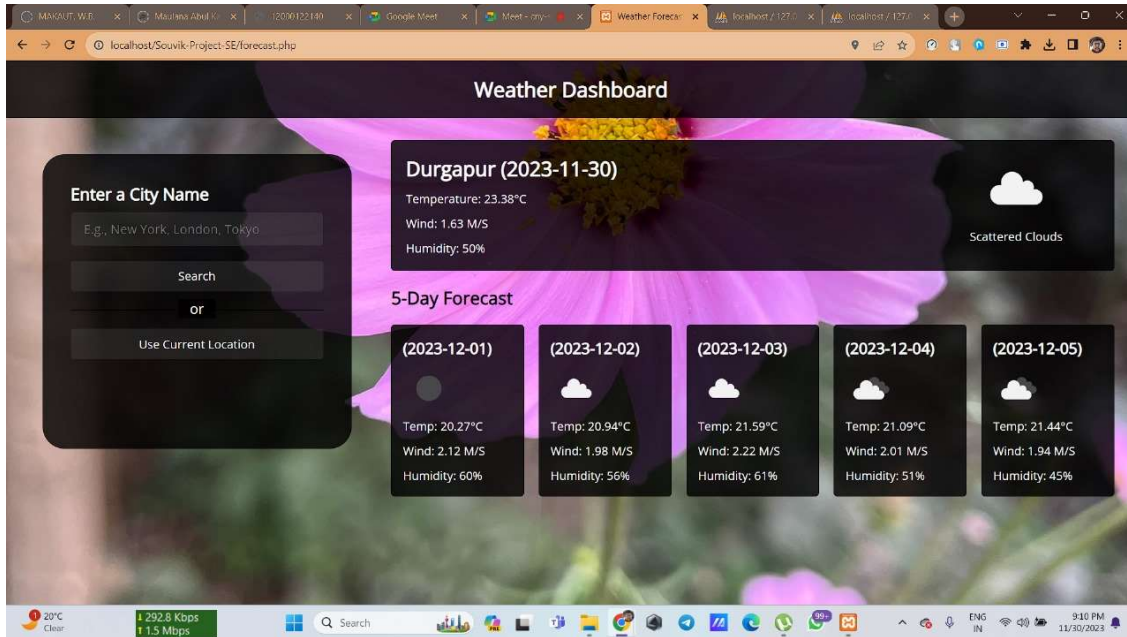 MAKAUT, W.B.
Maulana Abul K
12000122140
Google Meet
Meet - cny-
Weather Forecas
localhost / 127.0
localhost / 127.0
localhost/Souvik-Project-SE/forecast.php
Weather Dashboard
Enter a City Name
E.g., New York, London, Tokyo
Search
or
Use Current Location
Durgapur (2023-11-30)
Temperature: 23.38°C
Wind: 1.63 M/S
Humidity: 50%
Scattered Clouds
5-Day Forecast
(2023-12-01)
Temp: 20.27°C
Wind: 2.12 M/S
Humidity: 60%
(2023-12-02)
Temp: 20.94°C
Wind: 1.98 M/S
Humidity: 56%
(2023-12-03)
Temp: 21.59°C
Wind: 2.22 M/S
Humidity: 61%
(2023-12-04)
Temp: 21.09°C
Wind: 2.01 M/S
Humidity: 51%
(2023-12-05)
Temp: 21.44°C
Wind: 1.94 M/S
Humidity: 45%
20°C
Clear
292.8 Kbps
1.5 Mbps
Search
99+
ENG
IN
9:10 PM
11/30/2023